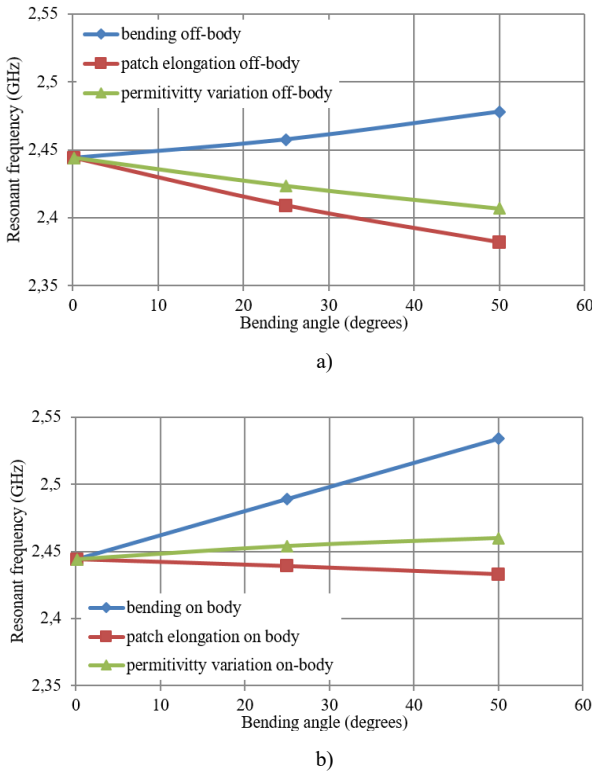 2,55
2,5
2,45
2,4
2,35
Resonant frequency (GHz)
bending off-body
patch elongation off-body
permitivitty variation off-body
0 10 20 30 40 50 60
Bending angle (degrees)
a)
2,55
2,5
2,45
2,4
2,35
Resonant frequency (GHz)
bending on body
patch elongation on body
permitivitty variation on-body
0 10 20 30 40 50 60
Bending angle (degrees)
b)